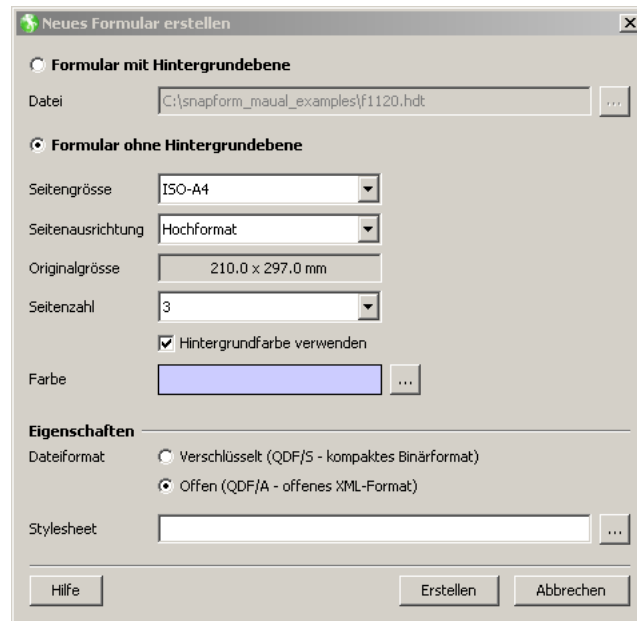 Neues Formular erstellen
Formular mit Hintergrundebene
Datei C:\snapform_maual_examples\f1120.hdt ...
Formular ohne Hintergrundebene
Seitengrösse ISO-A4
Seitenausrichtung Hochformat
Originalgrösse 210.0 x 297.0 mm
Seitenzahl 3
Hintergrundfarbe verwenden
Farbe ...
Eigenschaften
Dateiformat Verschlüsselt (QDF/S - kompaktes Binärformat)
Offen (QDF/A - offenes XML-Format)
Stylesheet ...
Hilfe Erstellen Abbrechen